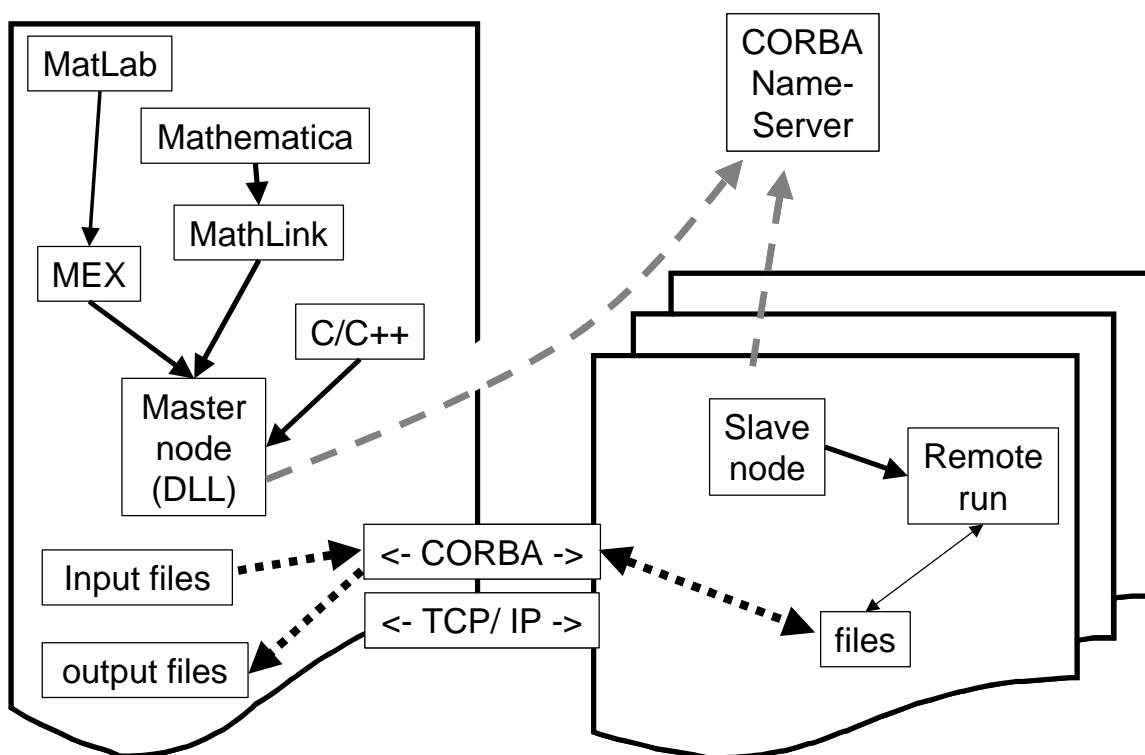 MatLab
Mathematica
MathLink
MEX
C/C++
Master
node
(DLL)
Input files
output files
<- CORBA ->
<- TCP/ IP ->
CORBA
Name-
Server
Slave
node
Remote
run
files